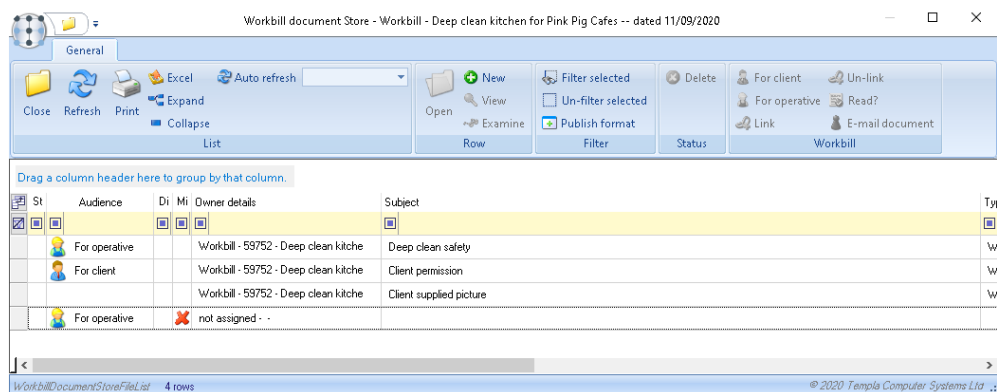 Workbill document Store - Workbill - Deep clean kitchen for Pink Pig Cafes -- dated 11/09/2020
General
Close
Refresh
Print
Excel
Expand
Collapse
Auto refresh
List
Open
New
View
Examine
Row
Filter selected
Un-filter selected
Publish format
Filter
Delete
Status
For client
For operative
Link
Un-link
Read?
E-mail document
Workbill
Drag a column header here to group by that column.
St Audience Di Mi Owner details Subject Ty
For operative Workbill - 59752 - Deep clean kitche Deep clean safety W
For client Workbill - 59752 - Deep clean kitche Client permission W
Workbill - 59752 - Deep clean kitche Client supplied picture W
For operative not assigned - -
WorkbillDocumentStoreFileList 4 rows © 2020 Templa Computer Systems Ltd